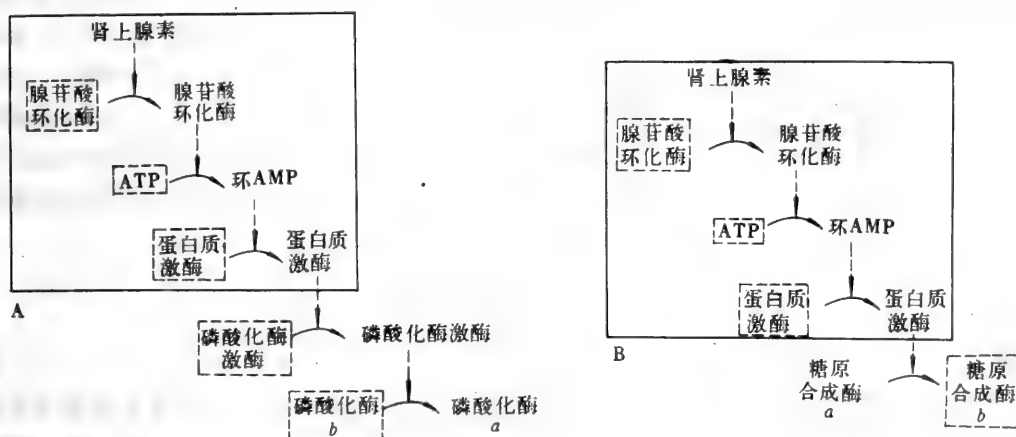 肾上腺素
腺苷酸
环化酶
腺苷酸
环化酶
ATP
环AMP
蛋白质
激酶
蛋白质
激酶
A
磷酸化酶
激酶
磷酸化酶激酶
磷酸化酶
b
磷酸化酶
a
肾上腺素
腺苷酸
环化酶
腺苷酸
环化酶
ATP
环AMP
蛋白质
激酶
蛋白质
激酶
B
糖原
合成酶
a
糖原
合成酶
b